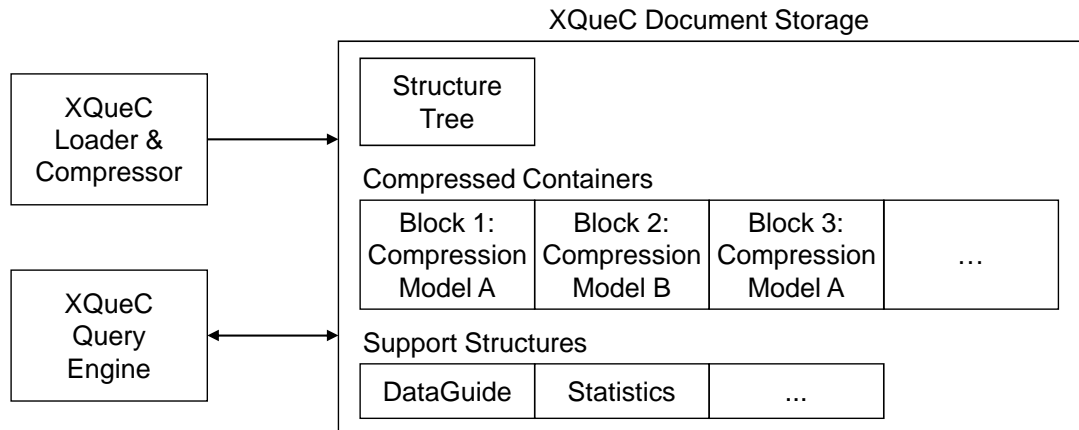 XQueC Document Storage
XQueC
Loader &
Compressor
Structure
Tree
Compressed Containers
Block 1:
Compression
Model A
Block 2:
Compression
Model B
Block 3:
Compression
Model A
...
XQueC
Query
Engine
Support Structures
DataGuide
Statistics
...